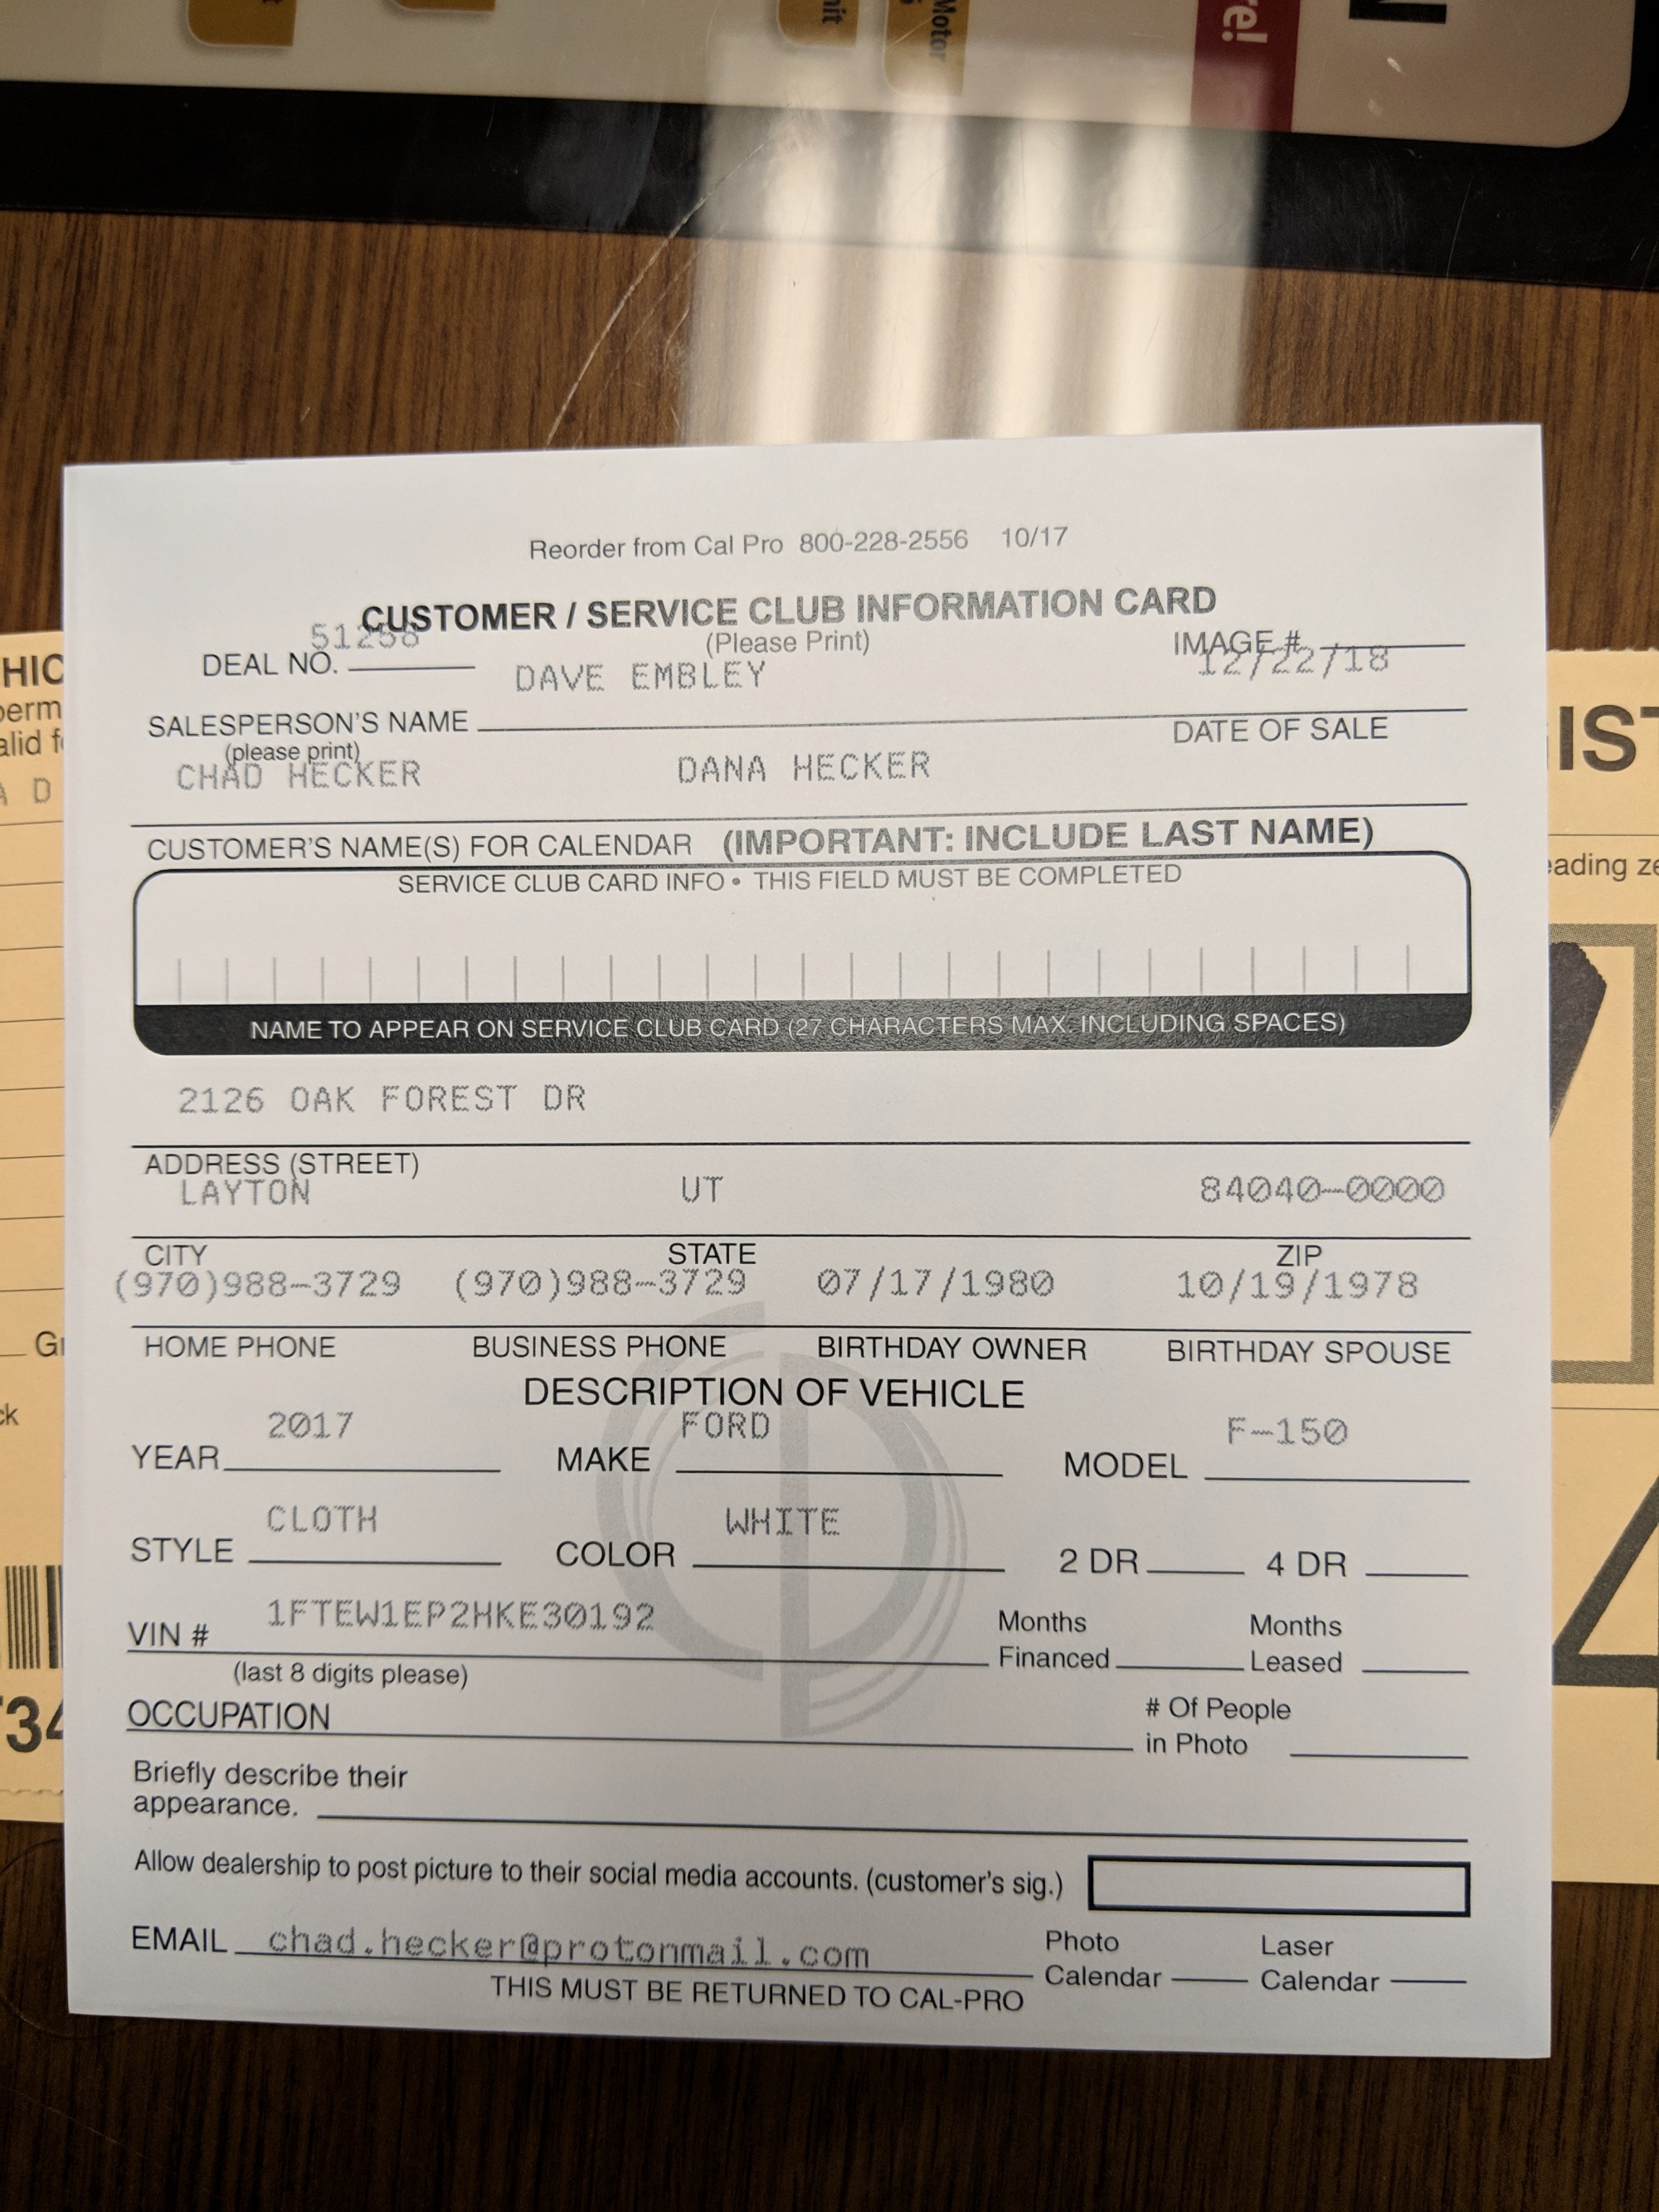 Motor
re!
N
Reorder from Cal Pro 800-228-2556 10/17
CUSTOMER / SERVICE CLUB INFORMATION CARD
(Please Print)
DEAL NO. 51258
IMAGE #
DAVE EMBLEY 12/22/18
SALESPERSON'S NAME DATE OF SALE
(please print)
CHAD HECKER DANA HECKER
CUSTOMER'S NAME(S) FOR CALENDAR (IMPORTANT: INCLUDE LAST NAME)
SERVICE CLUB CARD INFO • THIS FIELD MUST BE COMPLETED
NAME TO APPEAR ON SERVICE CLUB CARD (27 CHARACTERS MAX. INCLUDING SPACES)
2126 OAK FOREST DR
ADDRESS (STREET)
LAYTON UT 84040-0000
CITY STATE ZIP
(970)988-3729 (970)988-3729 07/17/1980 10/19/1978
HOME PHONE BUSINESS PHONE BIRTHDAY OWNER BIRTHDAY SPOUSE
DESCRIPTION OF VEHICLE
YEAR 2017 MAKE FORD MODEL F-150
STYLE CLOTH COLOR WHITE 2 DR 4 DR
VIN # 1FTEW1EP2HKE30192 Months Financed Months Leased
(last 8 digits please)
OCCUPATION # Of People in Photo
Briefly describe their
appearance.
Allow dealership to post picture to their social media accounts. (customer's sig.)
EMAIL chad.hecker@protonmail.com Photo Calendar Laser Calendar
THIS MUST BE RETURNED TO CAL-PRO